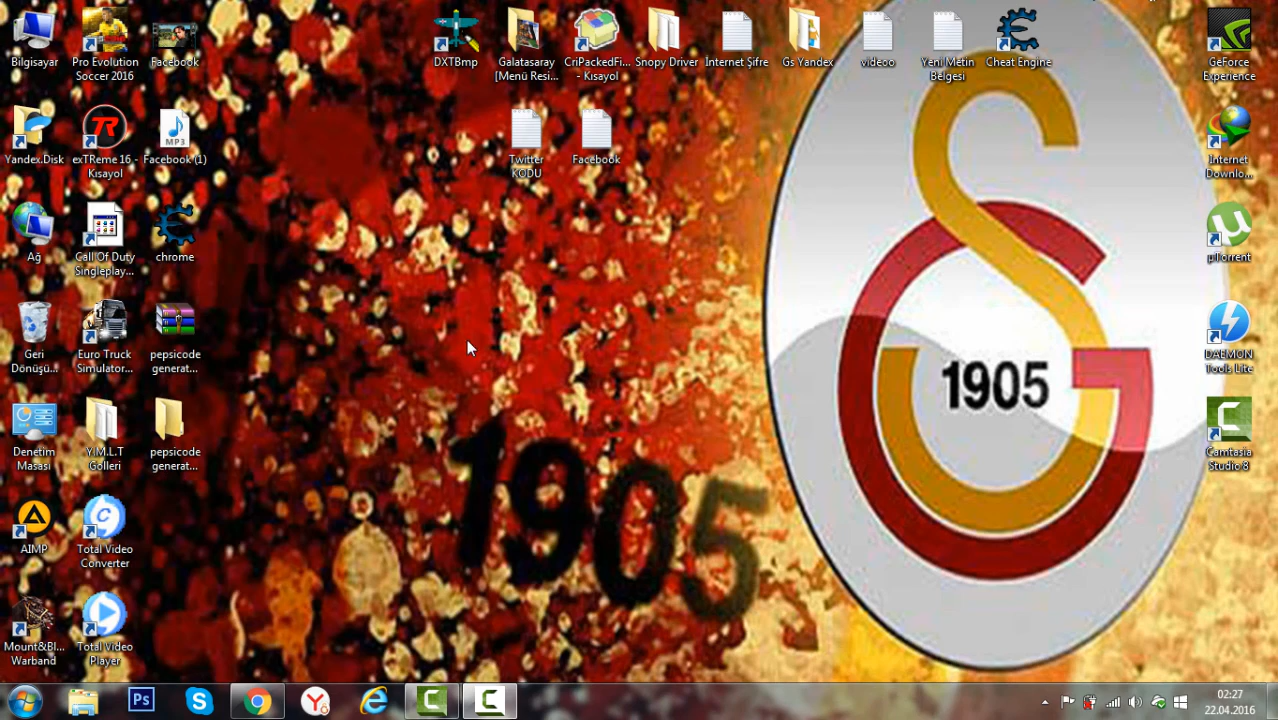 Bilgisayar
Pro Evolution
Soccer 2016
Facebook
DXTBmp
Galatasaray
[Menü Resi...
CriPackedFi...
- Kısayol
Snopy Driver
İnternet Şifre
Gs Yandex
videoo
Yeni Metin
Belgesi
Cheat Engine
GeForce
Experience
Yandex.Disk
exTReme 16 -
Kısayol
MP3
Facebook (1)
Twitter
KODU
Facebook
Internet
Downlo...
Ağ
Call Of Duty
Singleplay...
chrome
µTorrent
Geri
Dönüşü...
Euro Truck
Simulator...
pepsicode
generat...
DAEMON
Tools Lite
1905
Denetim
Masası
Y.M.L.T
Golleri
pepsicode
generat...
Camtasia
Studio 8
1905
AIMP
Total Video
Converter
Mount&Bl...
Warband
Total Video
Player
Ps
02:27
22.04.2016